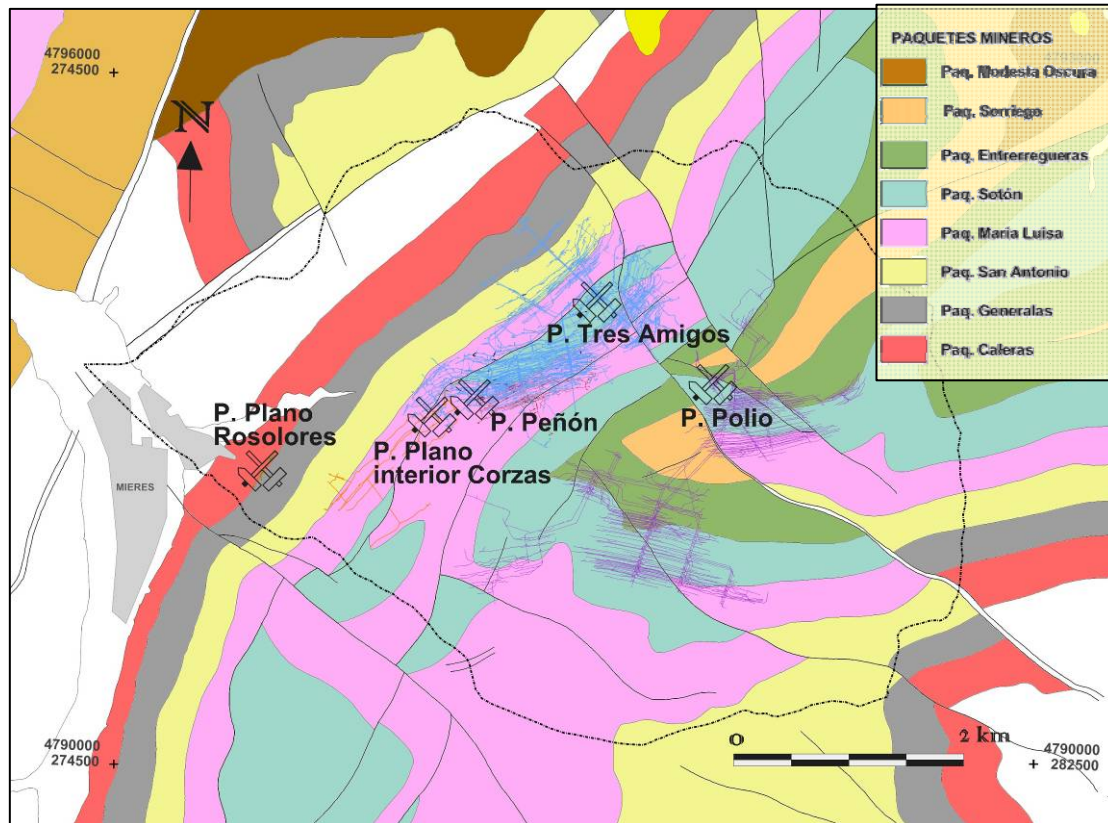 4796000
274500
N
PAQUETES MINEROS
Paq. Modesta Oscura
Paq. Sorriego
Paq. Entrerregueras
Paq. Sotón
Paq. Maria Luisa
Paq. San Antonio
Paq. Generalas
Paq. Caleras
P. Tres Amigos
P. Polio
P. Peñón
P. Plano
Rosolores
P. Plano
interior Corzas
MIERES
0
2 km
4790000
274500
4790000
282500